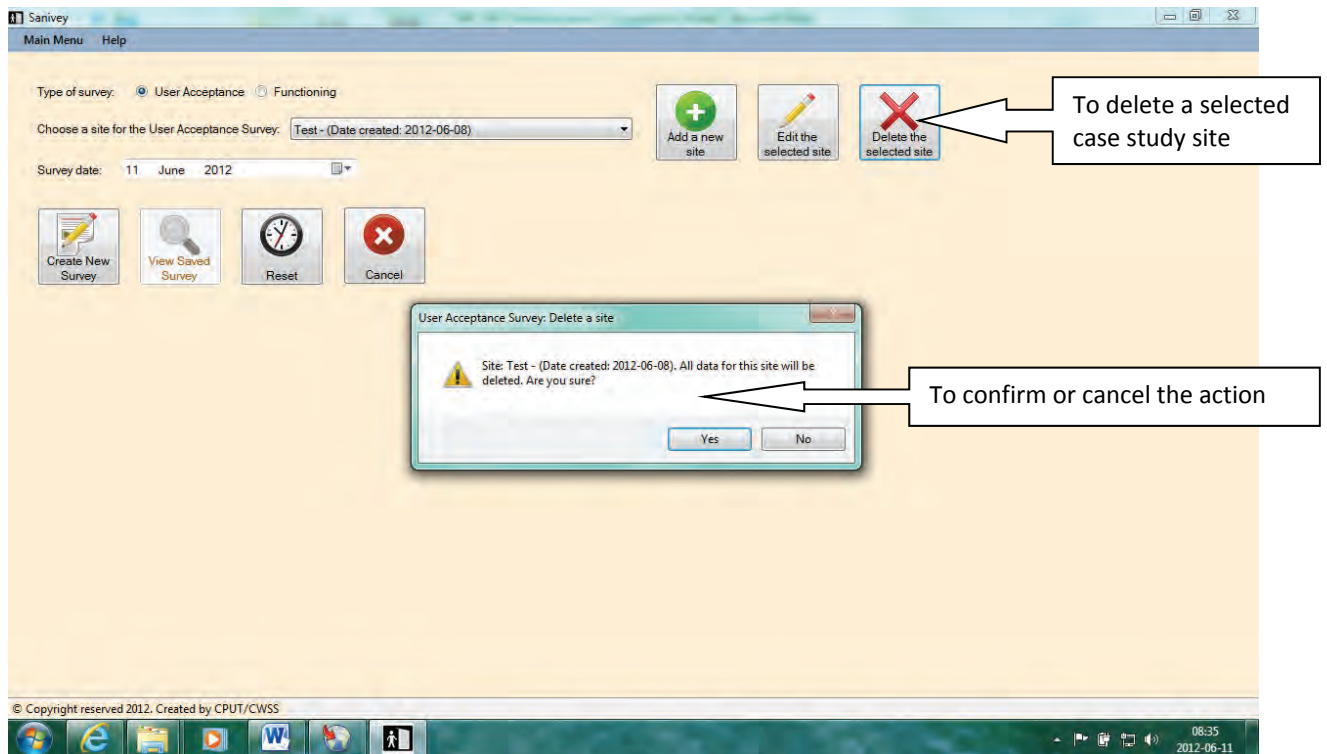 Sanivey
Main Menu Help
Type of survey: User Acceptance Functioning
Choose a site for the User Acceptance Survey: Test - (Date created: 2012-06-08)
Survey date: 11 June 2012
Add a new
site
Edit the
selected site
Delete the
selected site
To delete a selected
case study site
Create New
Survey
View Saved
Survey
Reset
Cancel
User Acceptance Survey: Delete a site
Site: Test - (Date created: 2012-06-08). All data for this site will be
deleted. Are you sure?
To confirm or cancel the action
Yes No
© Copyright reserved 2012. Created by CPUT/CWSS
W
08:35
2012-06-11